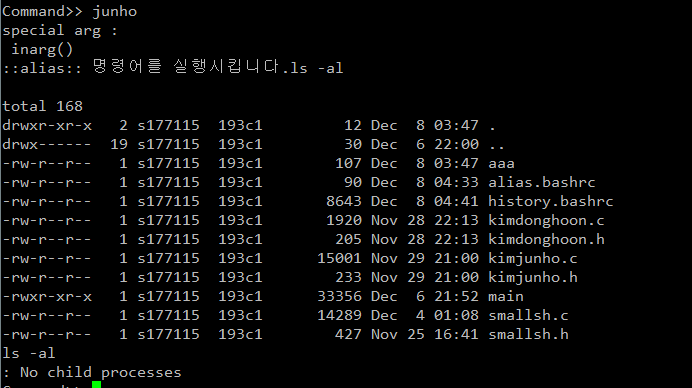 Command>> junho
special arg :
 inarg()
::alias:: 명령어를 실행시킵니다.ls -al

total 168
drwxr-xr-x   2 s177115  193c1         12 Dec  8 03:47 .
drwx------  19 s177115  193c1         30 Dec  6 22:00 ..
-rw-r--r--   1 s177115  193c1        107 Dec  8 03:47 aaa
-rw-r--r--   1 s177115  193c1         90 Dec  8 04:33 alias.bashrc
-rw-r--r--   1 s177115  193c1       8643 Dec  8 04:41 history.bashrc
-rw-r--r--   1 s177115  193c1       1920 Nov 28 22:13 kimdonghoon.c
-rw-r--r--   1 s177115  193c1        205 Nov 28 22:13 kimdonghoon.h
-rw-r--r--   1 s177115  193c1      15001 Nov 29 21:00 kimjunho.c
-rw-r--r--   1 s177115  193c1        233 Nov 29 21:00 kimjunho.h
-rwxr-xr-x   1 s177115  193c1      33356 Dec  6 21:52 main
-rw-r--r--   1 s177115  193c1      14289 Dec  4 01:08 smallsh.c
-rw-r--r--   1 s177115  193c1        427 Nov 25 16:41 smallsh.h
ls -al
: No child processes